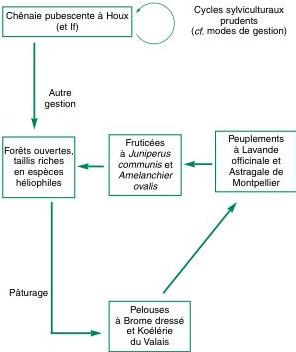 Chênaie pubescente à Houx
(et If)
Cycles sylviculturaux
prudents
(cf. modes de gestion)
Autre
gestion
Forêts ouvertes,
taillis riches
en espèces
héliophiles
Fruticées
à Juniperus
communis et
Amelanchier
ovalis
Peuplements
à Lavande
officinale et
Astragale de
Montpellier
Pâturage
Pelouses
à Brome dressé
et Koélérie
du Valais